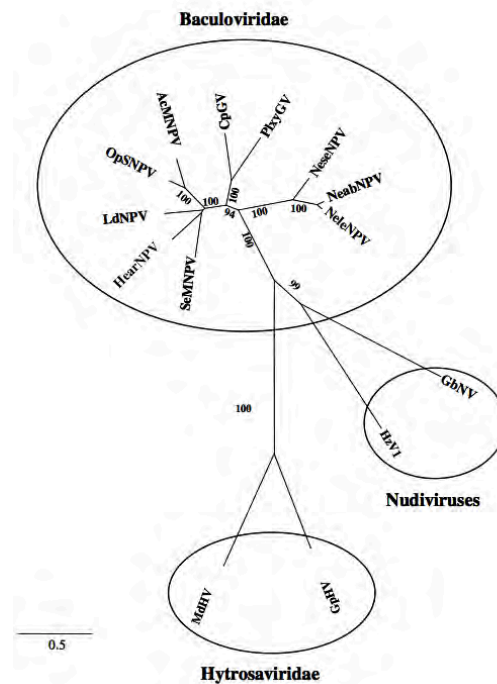 Baculoviridae
AcMNPV
CpGV
PlxyGV
OpSNPV
NeseNPV
NeabNPV
NeleNPV
LdNPV
HearNPV
SeMNPV
100
100
100
94
100
100
100
99
100
GbNV
HzV1
Nudiviruses
MdHV
GpHV
0.5
Hytrosaviridae